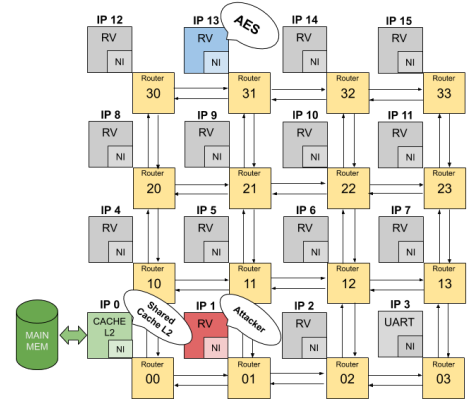 IP 12
IP 13
AES
IP 14
IP 15
RV
NI
RV
NI
RV
NI
RV
NI
Router
30
Router
31
Router
32
Router
33
IP 8
IP 9
IP 10
IP 11
RV
NI
RV
NI
RV
NI
RV
NI
Router
20
Router
21
Router
22
Router
23
IP 4
IP 5
IP 6
IP 7
RV
NI
RV
NI
RV
NI
RV
NI
Router
10
Router
11
Router
12
Router
13
IP 0
Shared
Cache L2
IP 1
Attacker
IP 2
IP 3
MAIN
MEM
CACHE
L2
NI
RV
NI
RV
NI
UART
NI
Router
00
Router
01
Router
02
Router
03